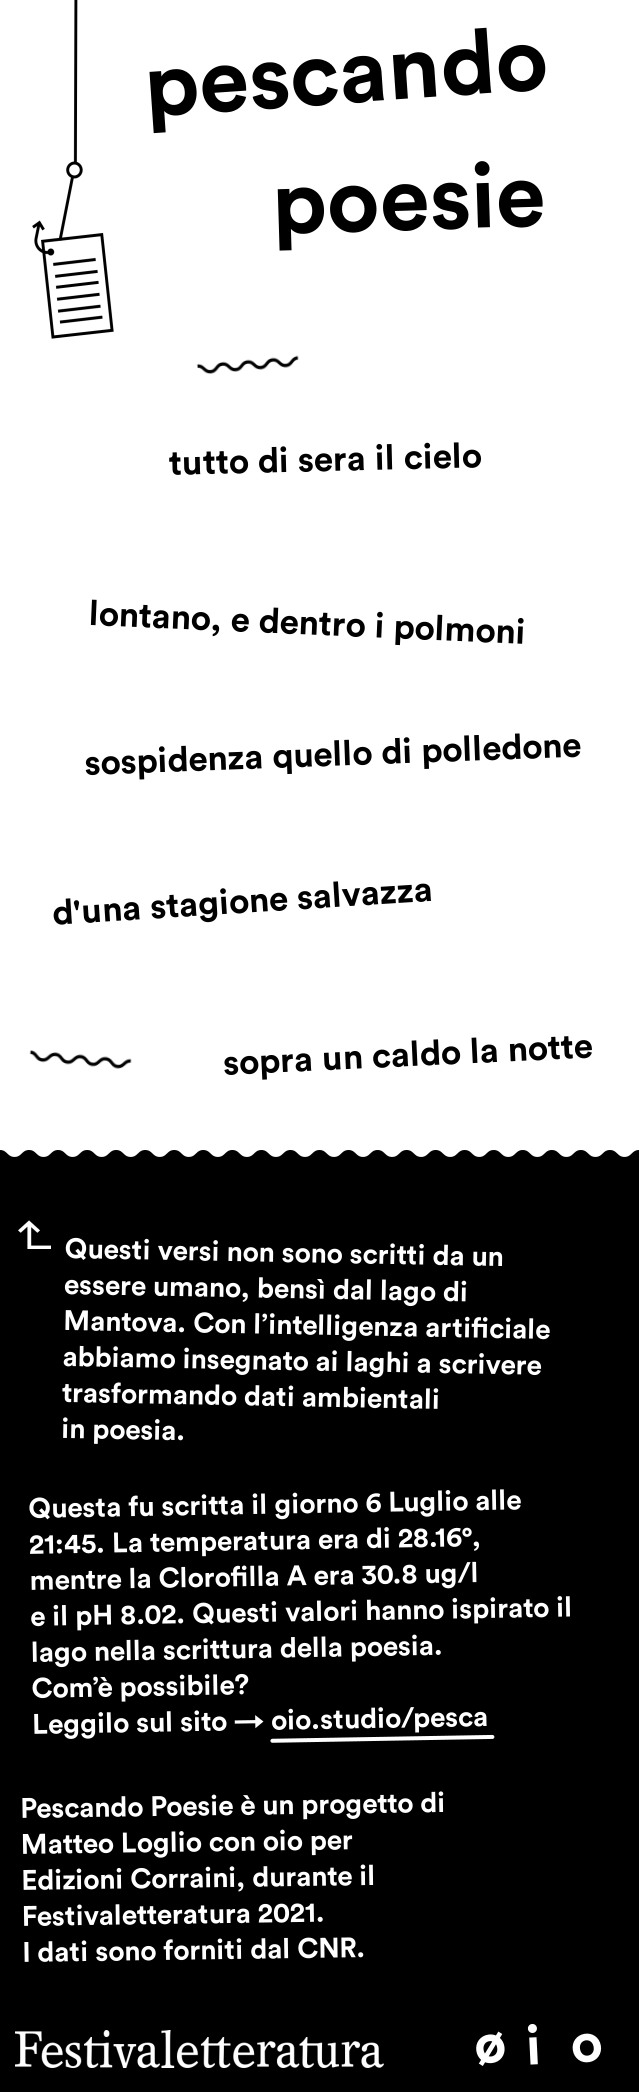 pescando
poesie
tutto di sera il cielo
lontano, e dentro i polmoni
sospidenza quello di polledone
d'una stagione salvazza
sopra un caldo la notte
Questi versi non sono scritti da un
essere umano, bensì dal lago di
Mantova. Con l’intelligenza artificiale
abbiamo insegnato ai laghi a scrivere
trasformando dati ambientali
in poesia.
Questa fu scritta il giorno 6 Luglio alle
21:45. La temperatura era di 28.16°,
mentre la Clorofilla A era 30.8 ug/l
e il pH 8.02. Questi valori hanno ispirato il
lago nella scrittura della poesia.
Com’è possibile?
Leggilo sul sito → oio.studio/pesca
Pescando Poesie è un progetto di
Matteo Loglio con oio per
Edizioni Corraini, durante il
Festivaletteratura 2021.
I dati sono forniti dal CNR.
Festivaletteratura
ø i o